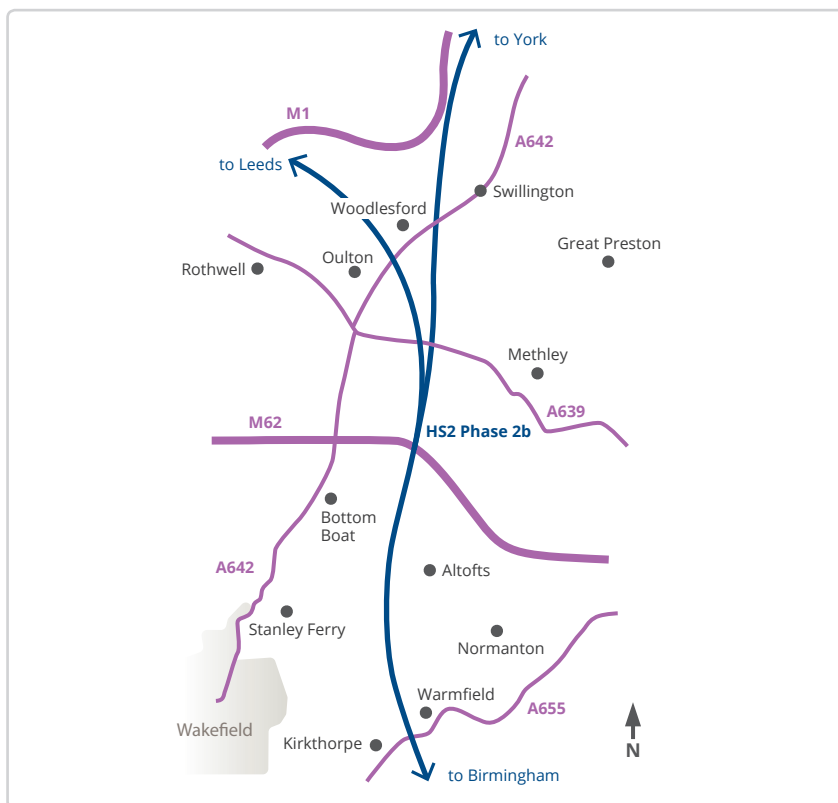 to York
M1
A642
to Leeds
Swillington
Woodlesford
Great Preston
Oulton
Rothwell
Methley
A639
M62
HS2 Phase 2b
Bottom
Boat
A642
Altofts
Stanley Ferry
Normanton
Warmfield
A655
Wakefield
Kirkthorpe
N
to Birmingham